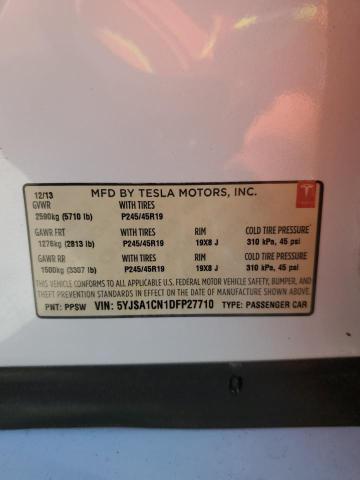 12/13 MFD BY TESLA MOTORS, INC.
GVWR WITH TIRES
2590kg (5710 lb) P245/45R19
GAWR FRT WITH TIRES RIM COLD TIRE PRESSURE
1276kg (2813 lb) P245/45R19 19X8 J 310 kPa, 45 psi
GAWR RR WITH TIRES RIM COLD TIRE PRESSURE
1500kg (3307 lb) P245/45R19 19X8 J 310 kPa, 45 psi
THIS VEHICLE CONFORMS TO ALL APPLICABLE U.S. FEDERAL MOTOR VEHICLE SAFETY, BUMPER, AND
THEFT PREVENTION STANDARDS IN EFFECT ON THE DATE OF MANUFACTURE SHOWN ABOVE.
PNT: PPSW VIN: 5YJSA1CN1DFP27710 TYPE: PASSENGER CAR